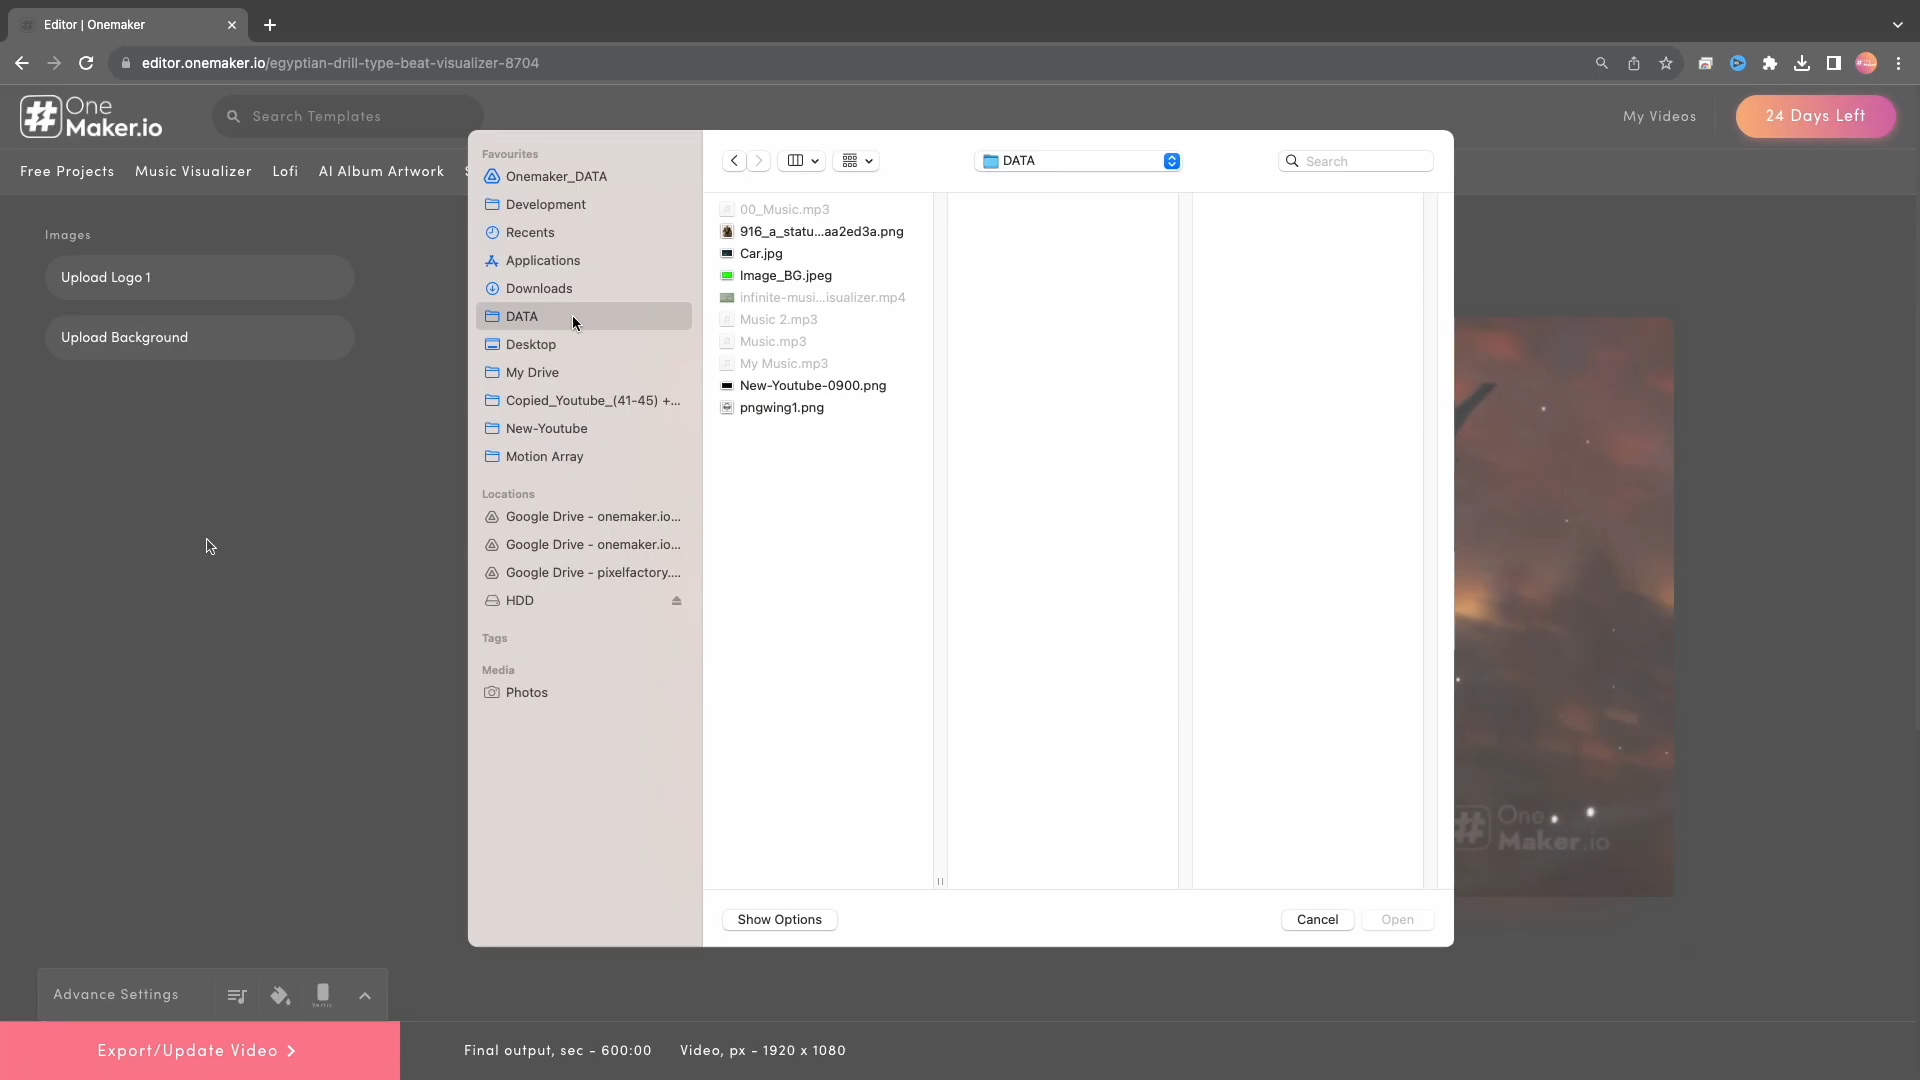 Editor | Onemaker
editor.onemaker.io/egyptian-drill-type-beat-visualizer-8704
One
Maker.io
Search Templates
My Videos
24 Days Left
Free Projects
Music Visualizer
Lofi
AI Album Artwork
Images
Upload Logo 1
Upload Background
Favourites
Onemaker_DATA
Development
Recents
Applications
Downloads
DATA
Desktop
My Drive
Copied_Youtube_(41-45) +...
New-Youtube
Motion Array
Locations
Google Drive - onemaker.io...
Google Drive - onemaker.io...
Google Drive - pixelfactory....
HDD
Tags
Media
Photos
DATA
Search
00_Music.mp3
916_a_statu...aa2ed3a.png
Car.jpg
Image_BG.jpeg
infinite-musi...isualizer.mp4
Music 2.mp3
Music.mp3
My Music.mp3
New-Youtube-0900.png
pngwing1.png
Show Options
Cancel
Open
One
Maker.io
Advance Settings
Export/Update Video
Final output, sec - 600:00
Video, px - 1920 x 1080